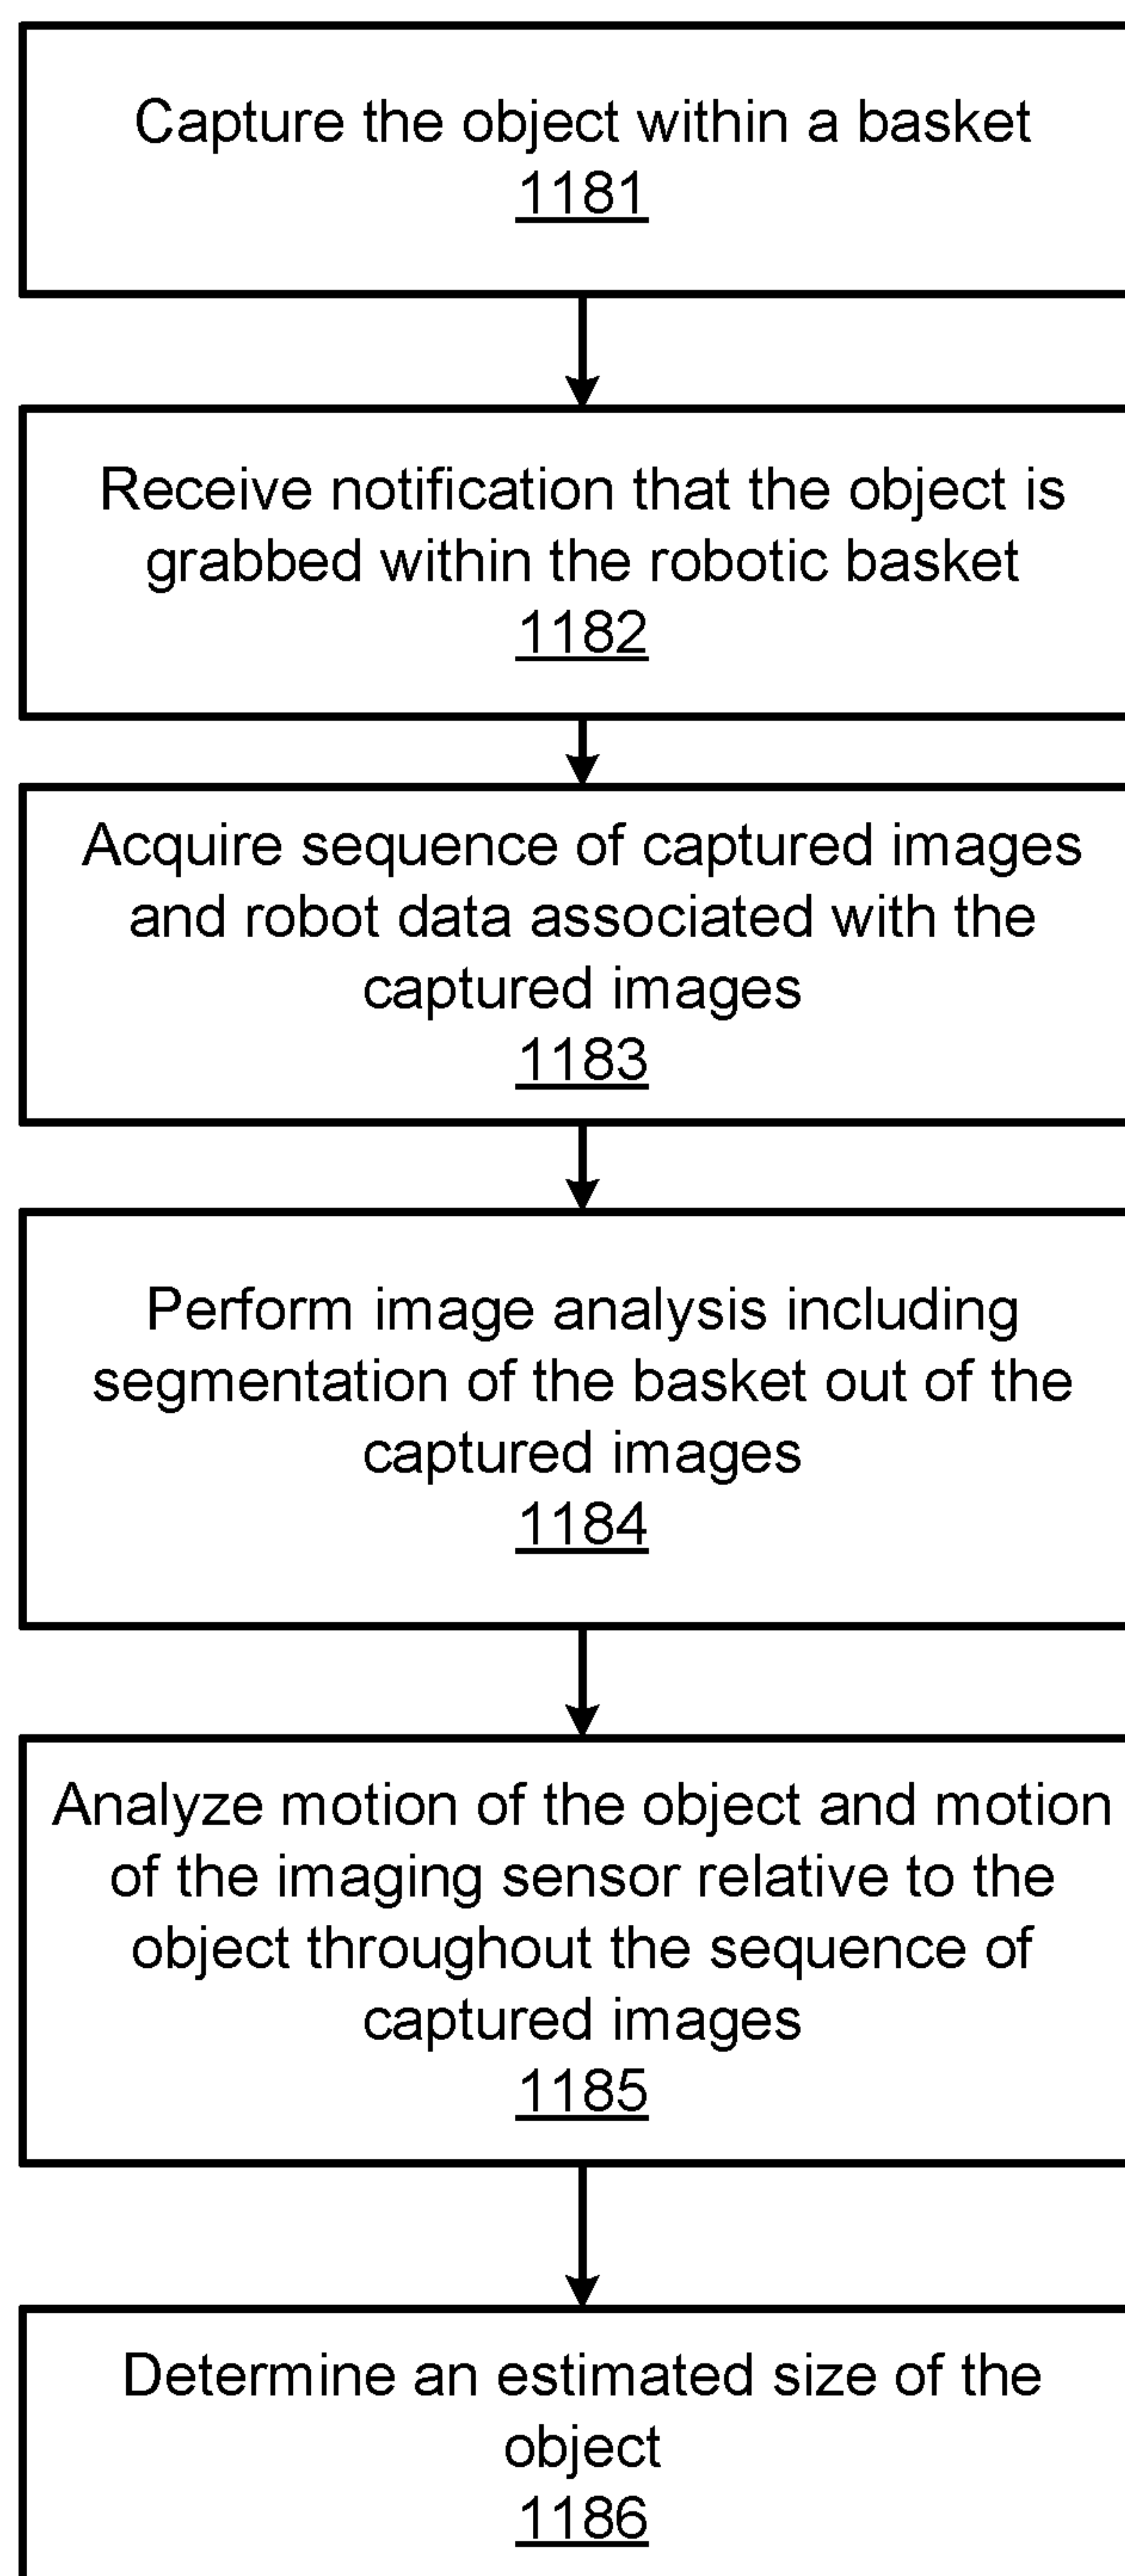 Capture the object within a basket
1181
Receive notification that the object is
grabbed within the robotic basket
1182
Acquire sequence of captured images
and robot data associated with the
captured images
1183
Perform image analysis including
segmentation of the basket out of the
captured images
1184
Analyze motion of the object and motion
of the imaging sensor relative to the
object throughout the sequence of
captured images
1185
Determine an estimated size of the
object
1186